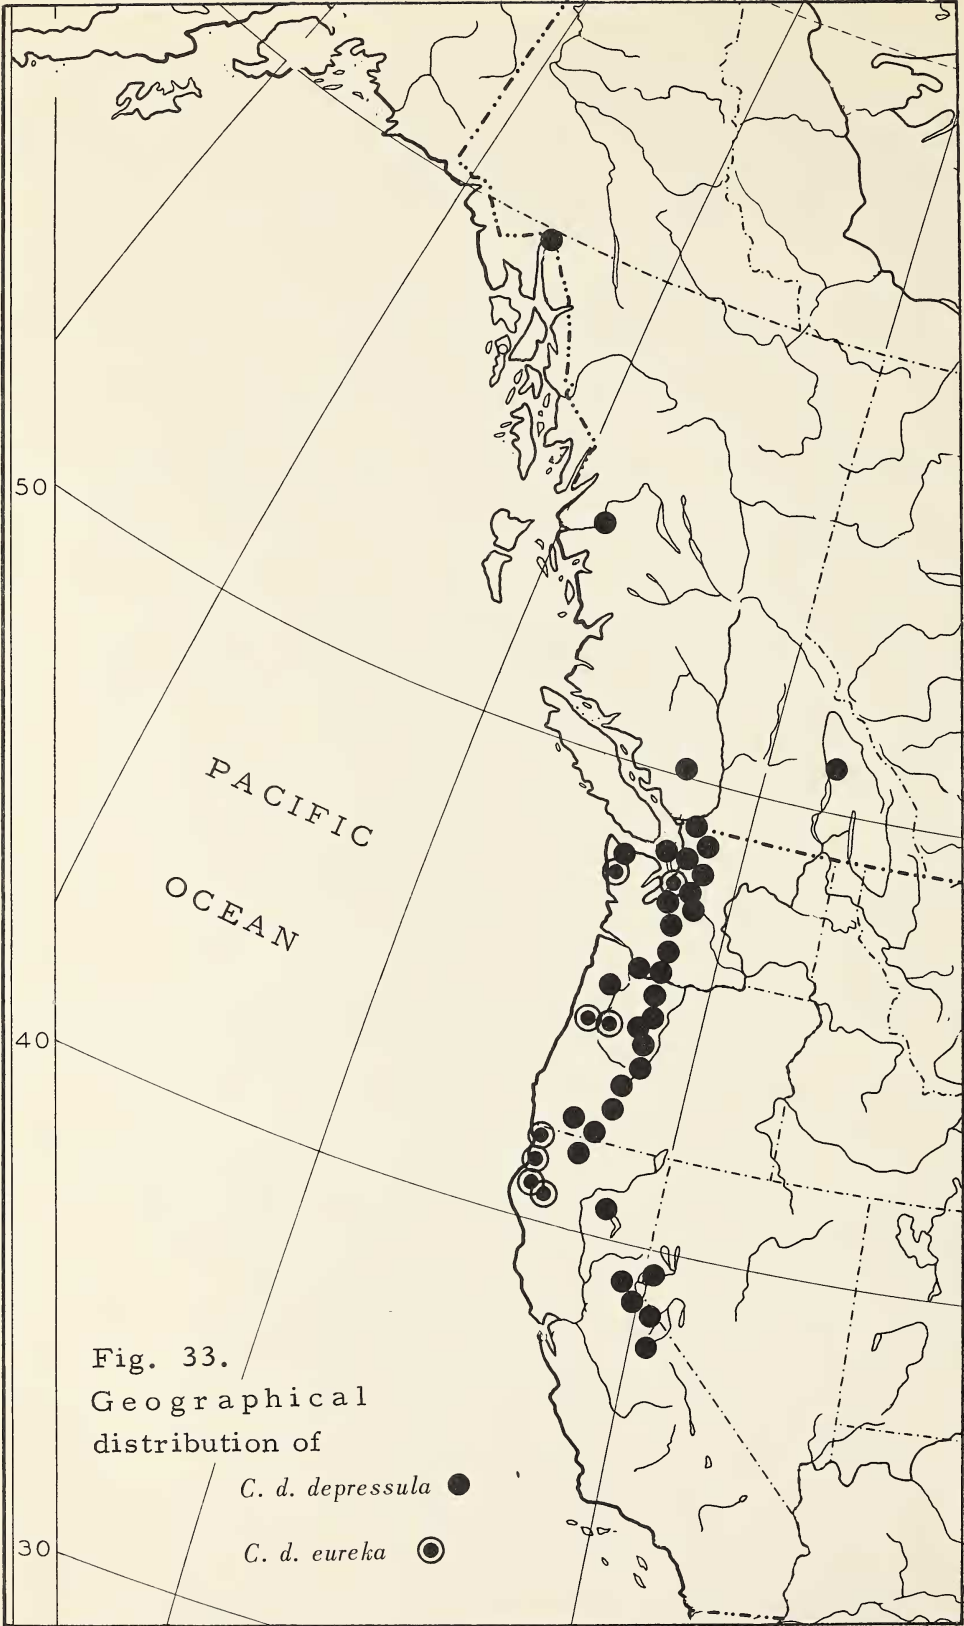 50
PACIFIC
OCEAN
40
Fig. 33.
Geographical
distribution of
C. d. depressula
C. d. eureka
30